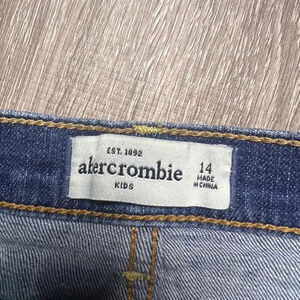 EST. 1892
abercrombie
KIDS
14
MADE
IN CHINA